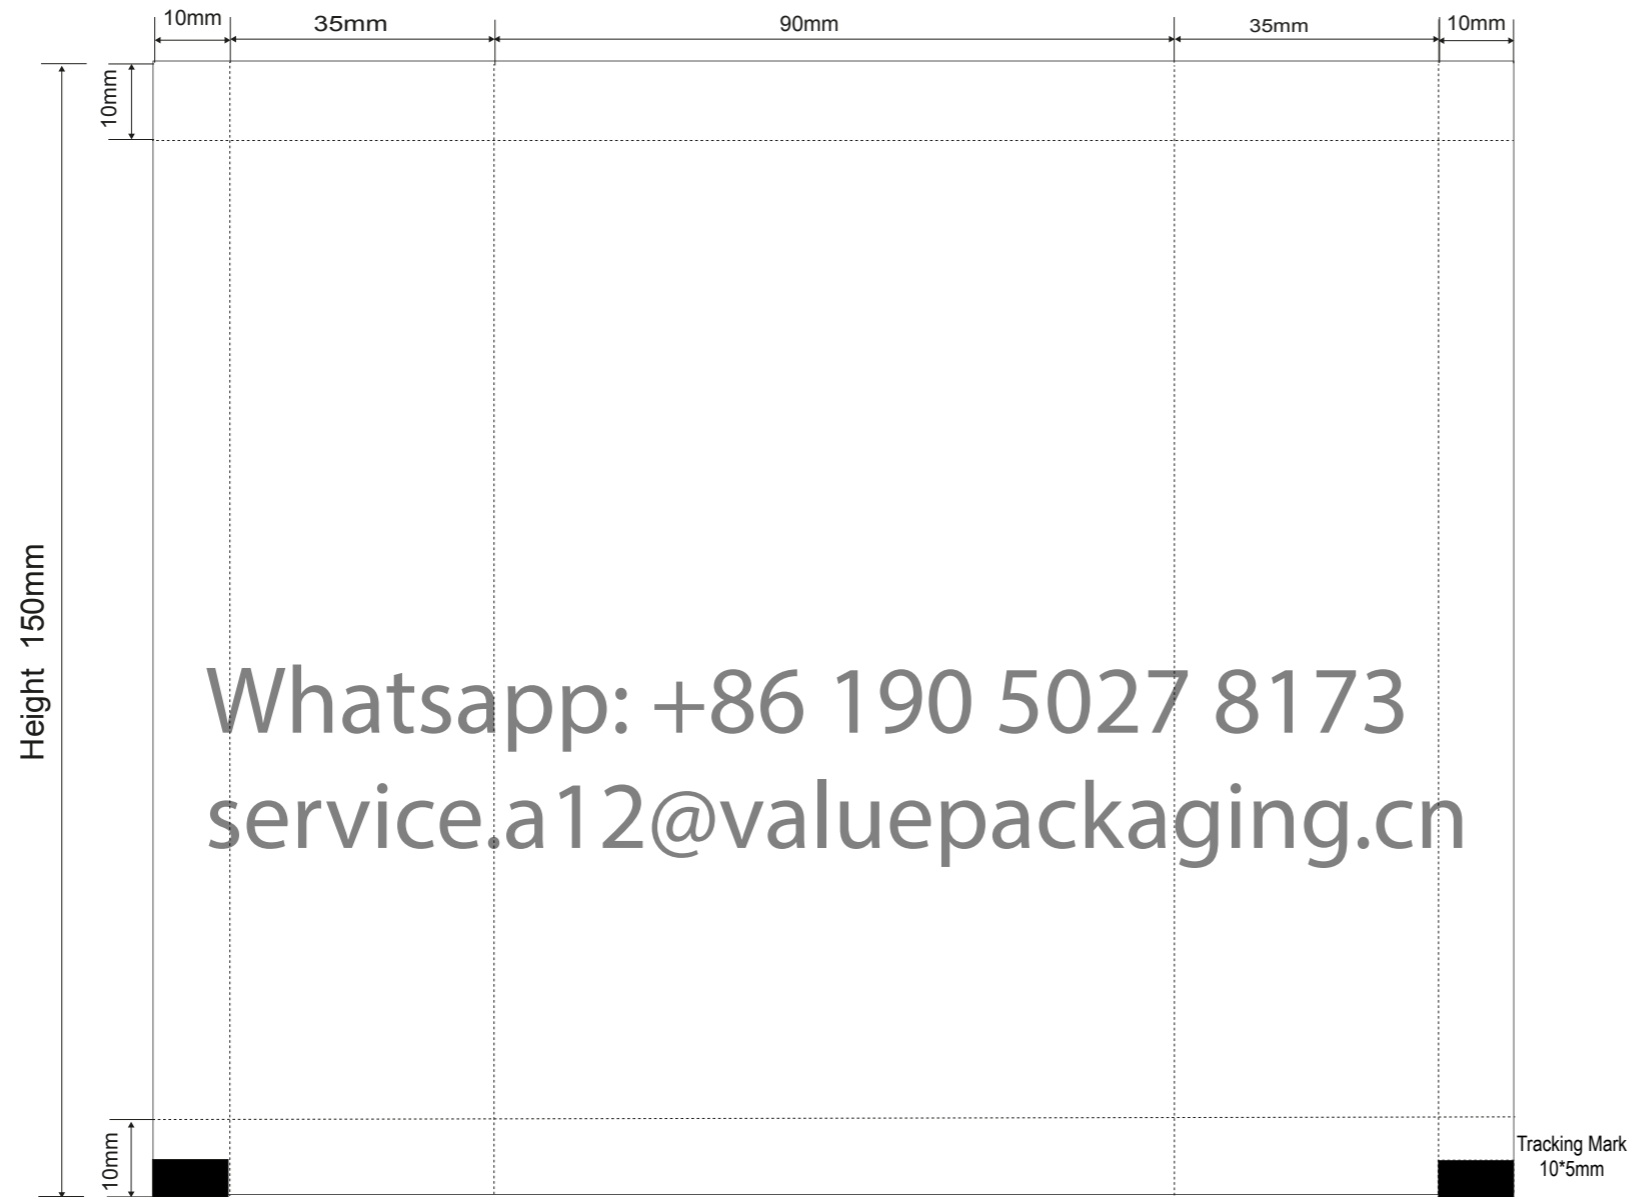 10mm
35mm
90mm
35mm
10mm
10mm
Height 150mm
Whatsapp: +86 190 5027 8173
service.a12@valuepackaging.cn
10mm
Tracking Mark
10*5mm